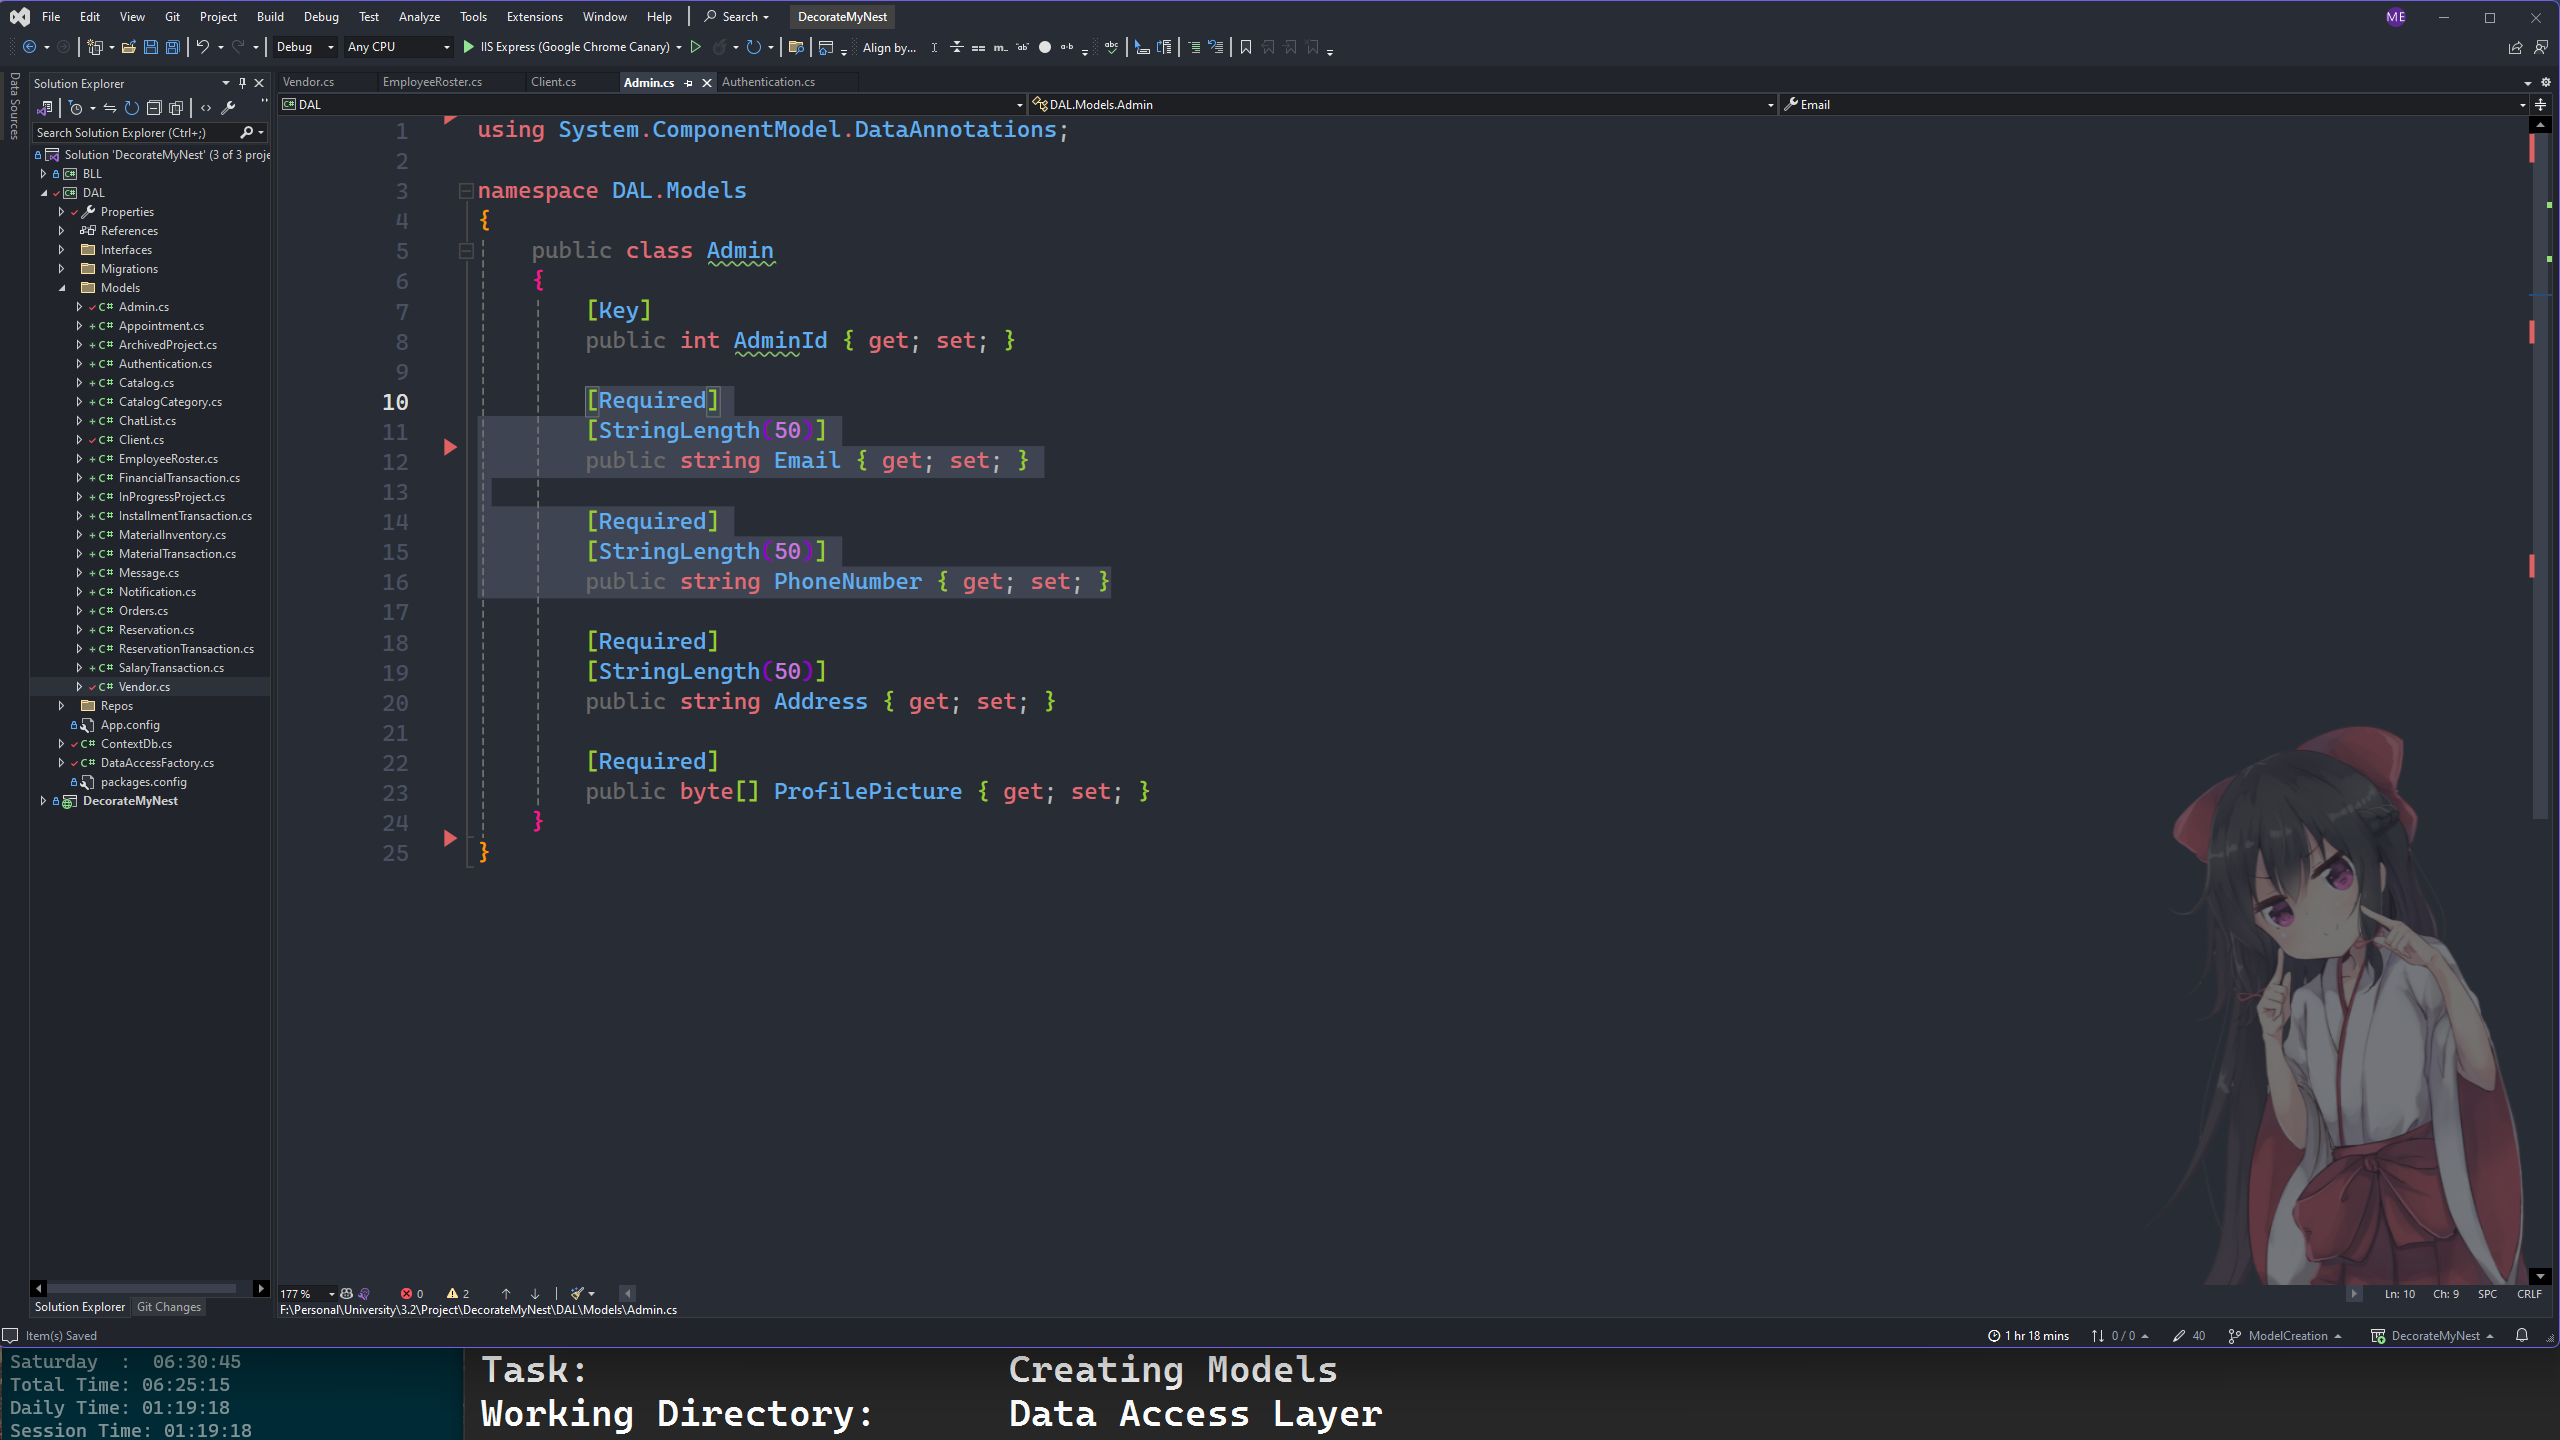 File Edit View Git Project Build Debug Test Analyze Tools Extensions Window Help Search DecorateMyNest ME
Debug Any CPU IIS Express (Google Chrome Canary) Align by...
Data Sources
Solution Explorer
Search Solution Explorer (Ctrl+;)
Solution 'DecorateMyNest' (3 of 3 proje
BLL
DAL
Properties
References
Interfaces
Migrations
Models
C# Admin.cs
C# Appointment.cs
C# ArchivedProject.cs
C# Authentication.cs
C# Catalog.cs
C# CatalogCategory.cs
C# ChatList.cs
C# Client.cs
C# EmployeeRoster.cs
C# FinancialTransaction.cs
C# InProgressProject.cs
C# InstallmentTransaction.cs
C# MaterialInventory.cs
C# MaterialTransaction.cs
C# Message.cs
C# Notification.cs
C# Orders.cs
C# Reservation.cs
C# ReservationTransaction.cs
C# SalaryTransaction.cs
C# Vendor.cs
Repos
App.config
C# ContextDb.cs
C# DataAccessFactory.cs
packages.config
DecorateMyNest
Solution Explorer Git Changes
Vendor.cs EmployeeRoster.cs Client.cs Admin.cs Authentication.cs
DAL DAL.Models.Admin Email
1 using System.ComponentModel.DataAnnotations;
2
3 namespace DAL.Models
4 {
5 public class Admin
6 {
7 [Key]
8 public int AdminId { get; set; }
9
10 [Required]
11 [StringLength(50)]
12 public string Email { get; set; }
13
14 [Required]
15 [StringLength(50)]
16 public string PhoneNumber { get; set; }
17
18 [Required]
19 [StringLength(50)]
20 public string Address { get; set; }
21
22 [Required]
23 public byte[] ProfilePicture { get; set; }
24 }
25 }
177 % 0 2 Ln: 10 Ch: 9 SPC CRLF
F:\Personal\University\3.2\Project\DecorateMyNest\DAL\Models\Admin.cs
Item(s) Saved 1 hr 18 mins 0 / 0 40 ModelCreation DecorateMyNest
Saturday : 06:30:45
Total Time: 06:25:15
Daily Time: 01:19:18
Session Time: 01:19:18
Task: Creating Models
Working Directory: Data Access Layer